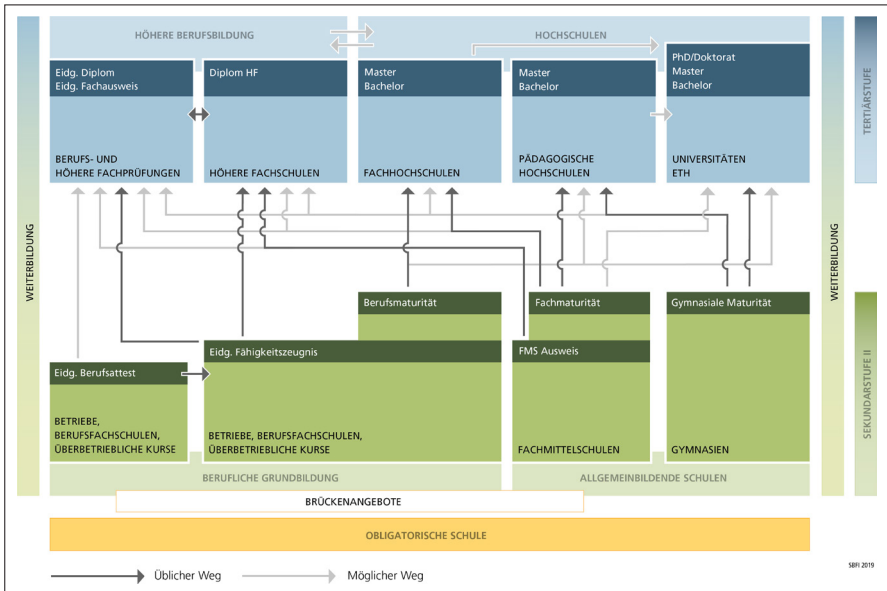 HÖHERE BERUFSBILDUNG
HOCHSCHULEN
Eidg. Diplom
Eidg. Fachausweis
BERUFS- UND
HÖHERE FACHPRÜFUNGEN
Diplom HF
HÖHERE FACHSCHULEN
Master
Bachelor
FACHHOCHSCHULEN
Master
Bachelor
PÄDAGOGISCHE
HOCHSCHULEN
PhD/Doktorat
Master
Bachelor
UNIVERSITÄTEN
ETH
TERTIÄRSTUFE
WEITERBILDUNG
WEITERBILDUNG
Berufsmaturität
Fachmaturität
Gymnasiale Maturität
Eidg. Fähigkeitszeugnis
FMS Ausweis
Eidg. Berufsattest
SEKUNDARSTUFE II
BETRIEBE,
BERUFSFACHSCHULEN,
ÜBERBETRIEBLICHE KURSE
BETRIEBE, BERUFSFACHSCHULEN,
ÜBERBETRIEBLICHE KURSE
FACHMITTELSCHULEN
GYMNASIEN
BERUFLICHE GRUNDBILDUNG
ALLGEMEINBILDENDE SCHULEN
BRÜCKENANGEBOTE
OBLIGATORISCHE SCHULE
Üblicher Weg
Möglicher Weg
SBFI 2019